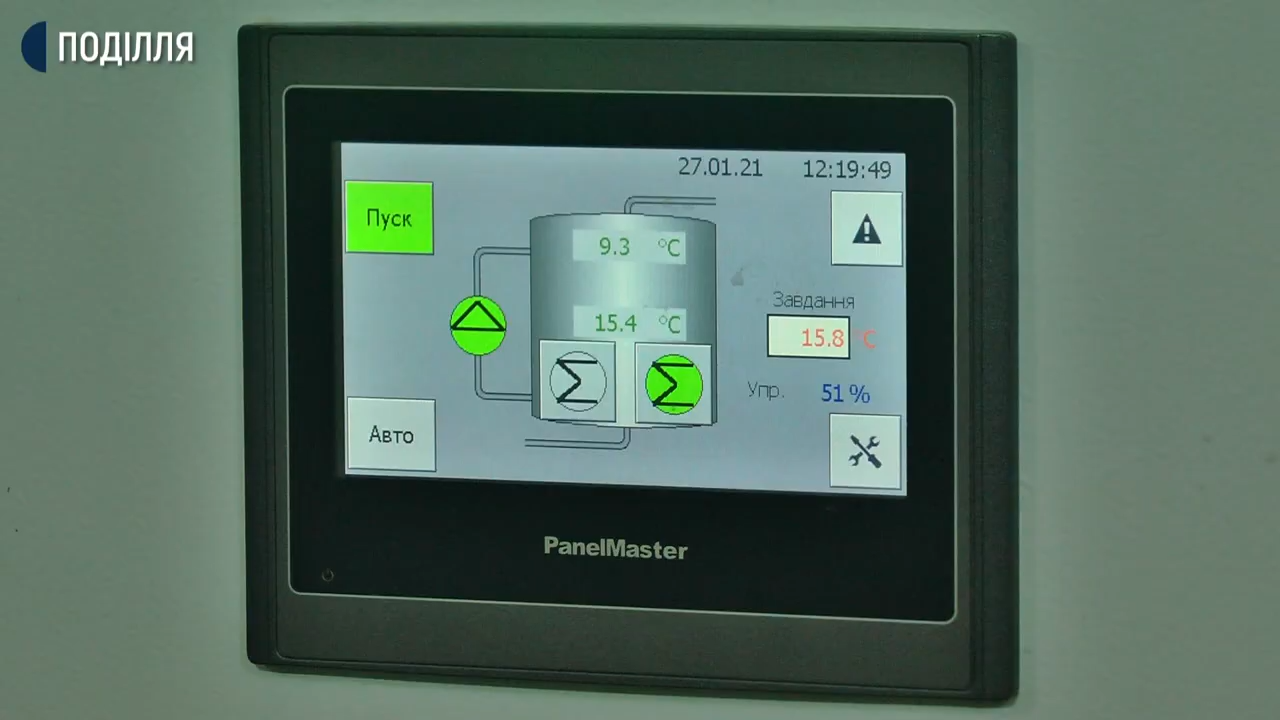 ПОДІЛЛЯ
27.01.21 12:19:49
Пуск
9.3 °C
15.4 °C
Завдання
15.8 °C
Упр. 51 %
Авто
PanelMaster